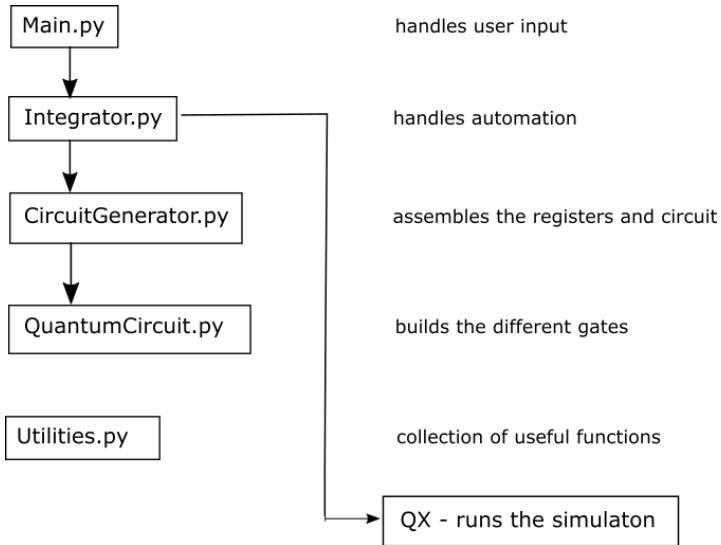 Main.py
handles user input
Integrator.py
handles automation
CircuitGenerator.py
assembles the registers and circuit
QuantumCircuit.py
builds the different gates
Utilities.py
collection of useful functions
QX - runs the simulaton